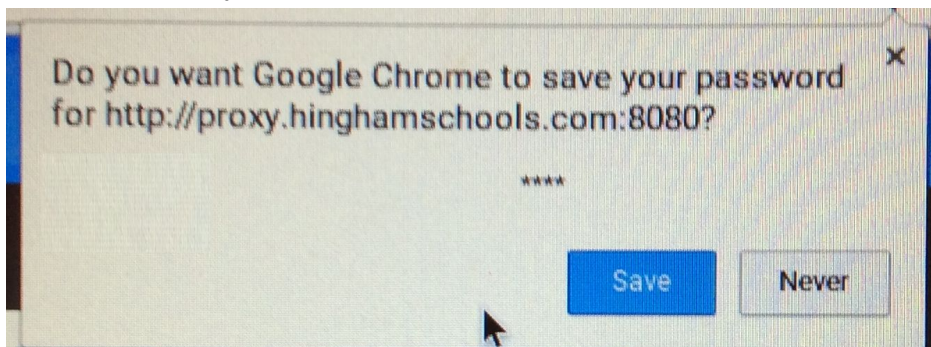 Do you want Google Chrome to save your password
for http://proxy.hinghamschools.com:8080?
****
Save Never